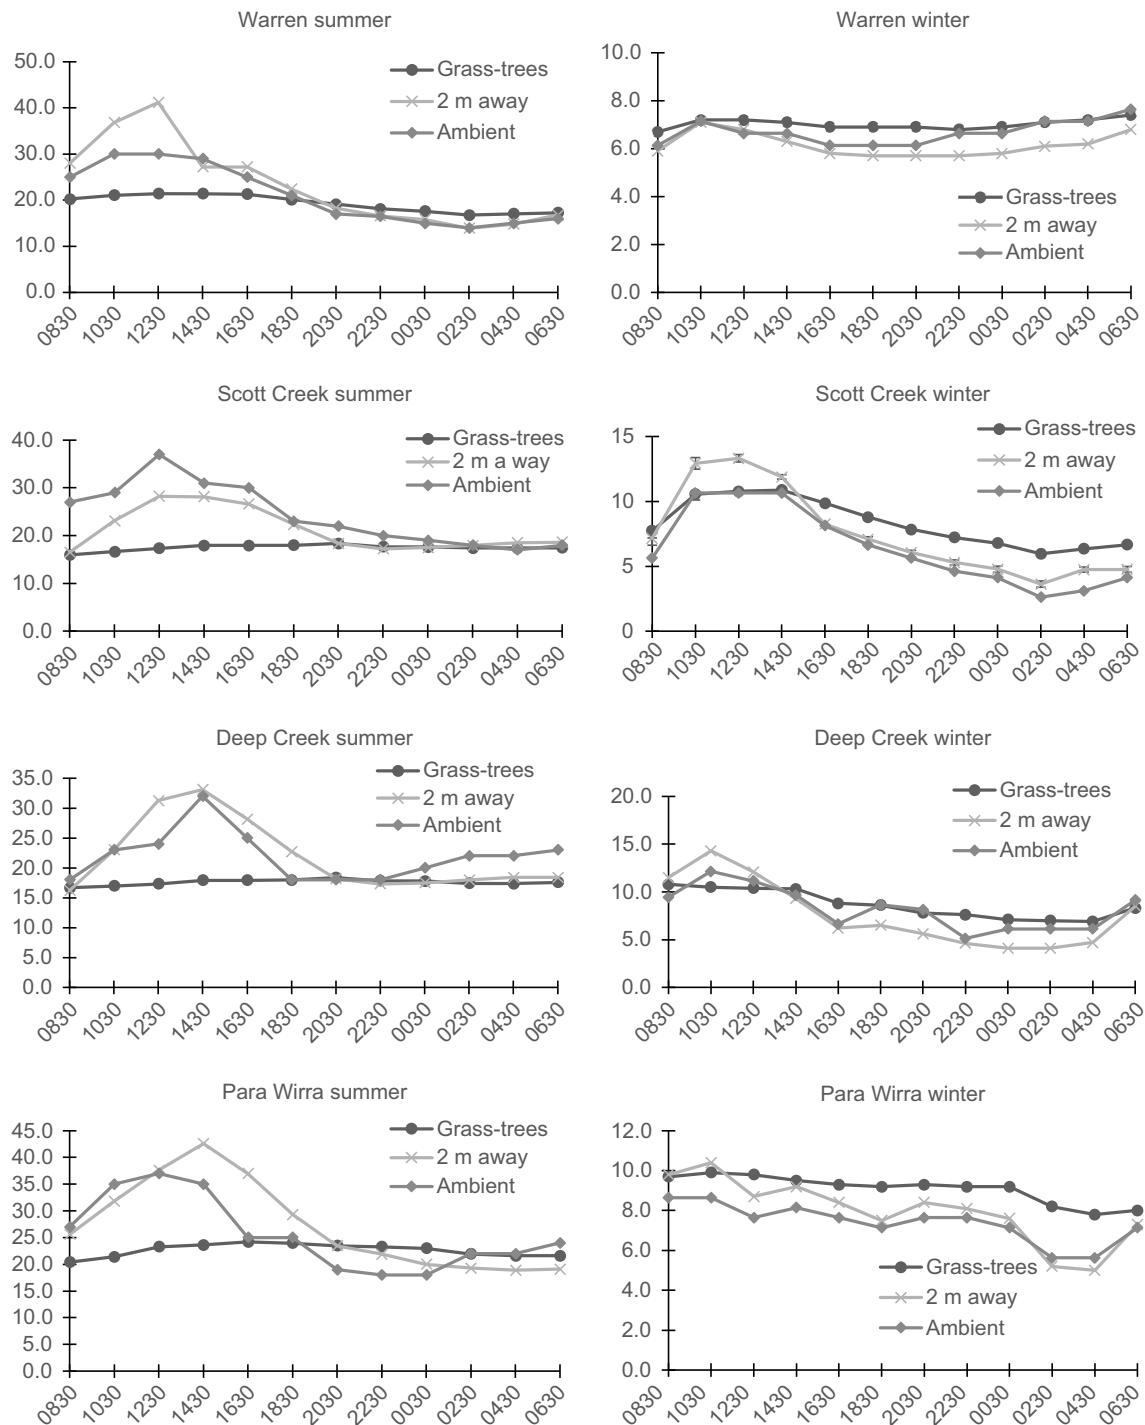 Warren summer
50.0
40.0
30.0
20.0
10.0
0.0
Grass-trees
2 m away
Ambient
0830 1030 1230 1430 1630 1830 2030 2230 0030 0230 0430 0630
Warren winter
10.0
8.0
6.0
4.0
2.0
0.0
Grass-trees
2 m away
Ambient
0830 1030 1230 1430 1630 1830 2030 2230 0030 0230 0430 0630
Scott Creek summer
40.0
30.0
20.0
10.0
0.0
Grass-trees
2 m a way
Ambient
0830 1030 1230 1430 1630 1830 2030 2230 0030 0230 0430 0630
Scott Creek winter
15
10
5
0
Grass-trees
2 m away
Ambient
0830 1030 1230 1430 1630 1830 2030 2230 0030 0230 0430 0630
Deep Creek summer
35.0
30.0
25.0
20.0
15.0
10.0
5.0
0.0
Grass-trees
2 m away
Ambient
0830 1030 1230 1430 1630 1830 2030 2230 0030 0230 0430 0630
Deep Creek winter
20.0
15.0
10.0
5.0
0.0
Grass-trees
2 m away
Ambient
0830 1030 1230 1430 1630 1830 2030 2230 0030 0230 0430 0630
Para Wirra summer
45.0
40.0
35.0
30.0
25.0
20.0
15.0
10.0
5.0
0.0
Grass-trees
2 m away
Ambient
0830 1030 1230 1430 1630 1830 2030 2230 0030 0230 0430 0630
Para Wirra winter
12.0
10.0
8.0
6.0
4.0
2.0
0.0
Grass-trees
2 m away
Ambient
0830 1030 1230 1430 1630 1830 2030 2230 0030 0230 0430 0630